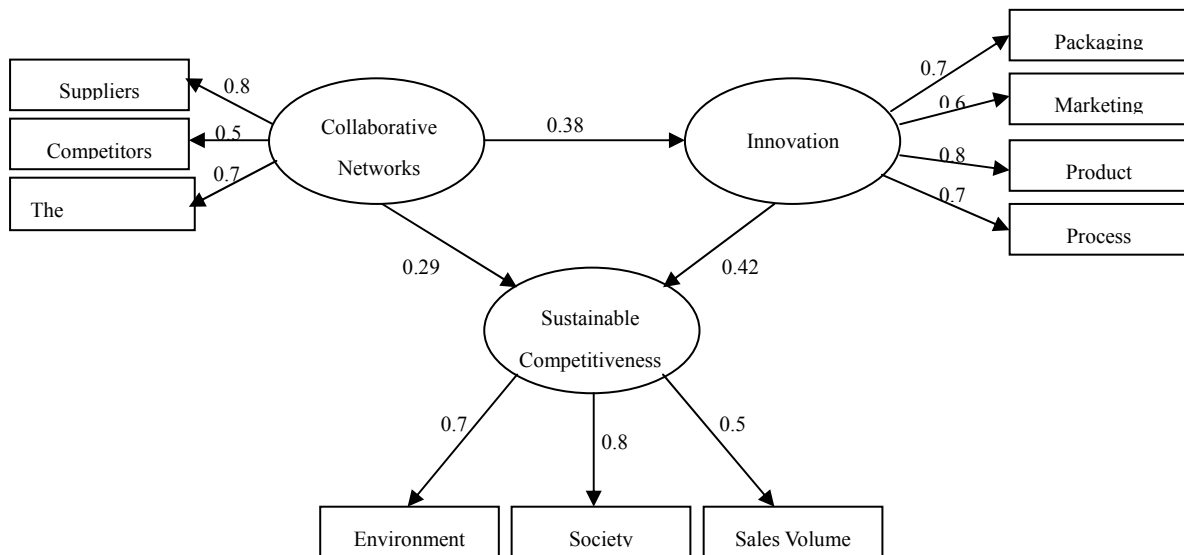 Packaging
0.7
Suppliers
0.8
Marketing
0.6
Collaborative
Networks
0.38
Innovation
Competitors
0.5
Product
0.8
The
0.7
Process
0.7
0.29
0.42
Sustainable
Competitiveness
0.7
0.8
0.5
Environment
Society
Sales Volume